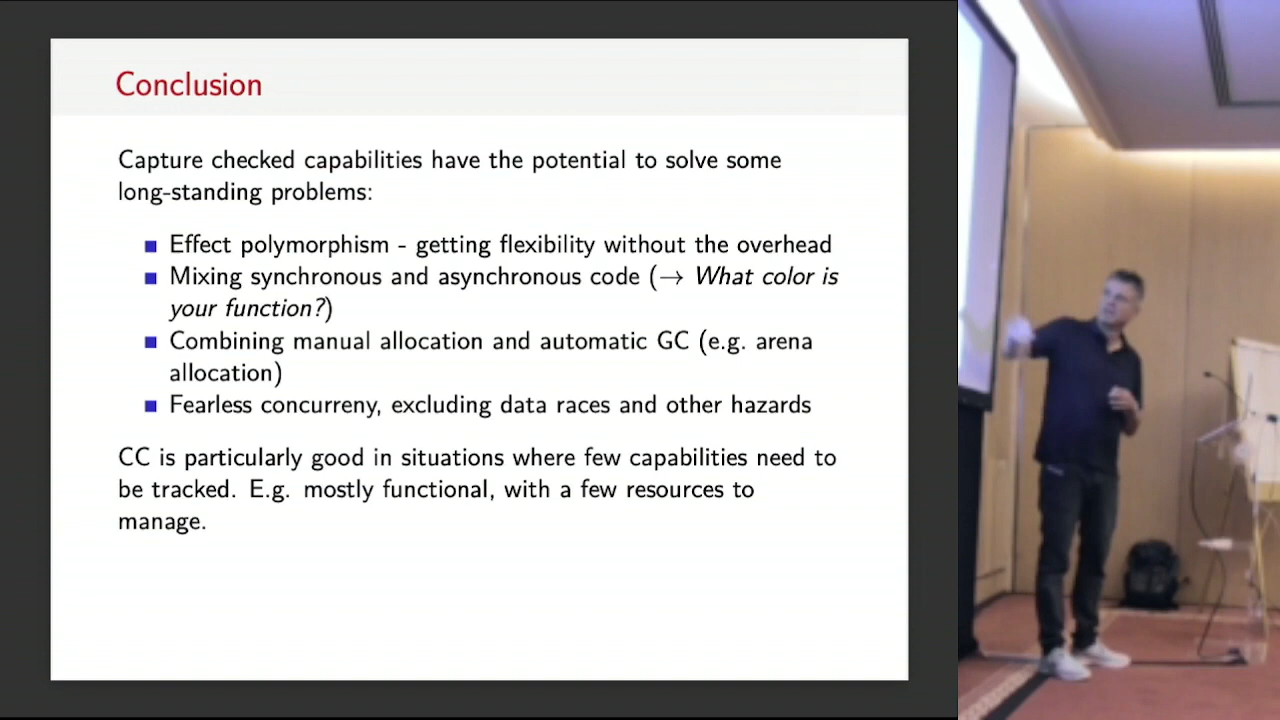 Conclusion
Capture checked capabilities have the potential to solve some
long-standing problems:
Effect polymorphism - getting flexibility without the overhead
Mixing synchronous and asynchronous code (→ What color is
your function?)
Combining manual allocation and automatic GC (e.g. arena
allocation)
Fearless concurreny, excluding data races and other hazards
CC is particularly good in situations where few capabilities need to
be tracked. E.g. mostly functional, with a few resources to
manage.